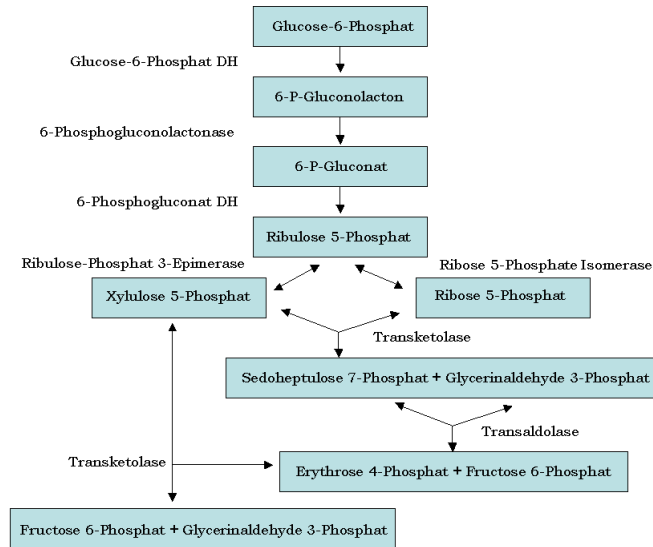 Glucose-6-Phosphat
Glucose-6-Phosphat DH
6-P-Gluconolacton
6-Phosphogluconolactonase
6-P-Gluconat
6-Phosphogluconat DH
Ribulose 5-Phosphat
Ribulose-Phosphat 3-Epimerase
Ribose 5-Phosphate Isomerase
Xylulose 5-Phosphat
Ribose 5-Phosphat
Transketolase
Sedoheptulose 7-Phosphat + Glycerinaldehyde 3-Phosphat
Transaldolase
Transketolase
Erythrose 4-Phosphat + Fructose 6-Phosphat
Fructose 6-Phosphat + Glycerinaldehyde 3-Phosphat